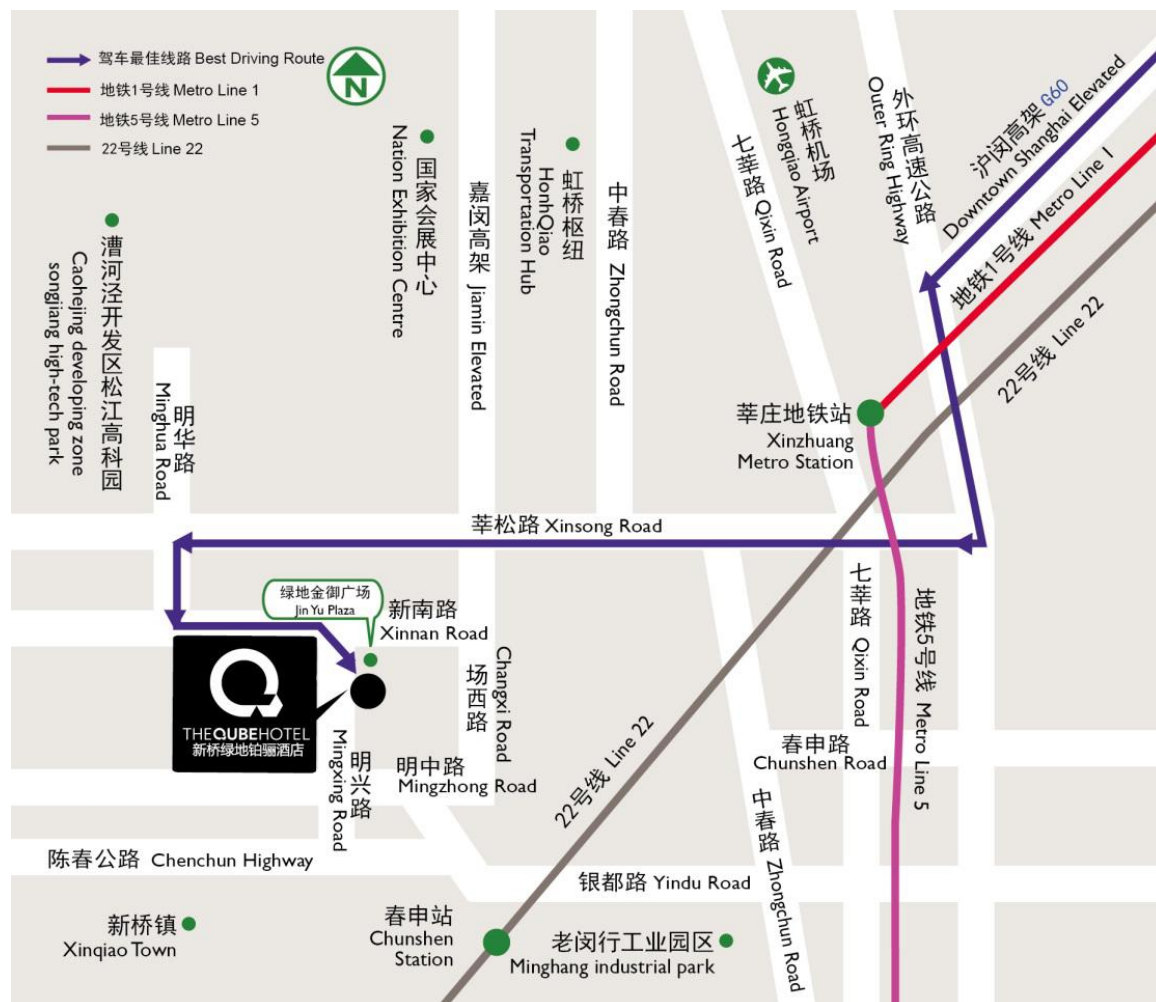 驾车最佳线路 Best Driving Route
地铁1号线 Metro Line 1
地铁5号线 Metro Line 5
22号线 Line 22
N
漕河泾开发区松江高科园
Caohejing developing zone
songjiang high-tech park
明华路
Minghua Road
国家会展中心
Nation Exhibition Centre
嘉闵高架 Jiamin Elevated
虹桥枢纽
HonhQiao
Transportation Hub
中春路 Zhongchun Road
七莘路 Qixin Road
虹桥机场
Hongqiao Airport
外环高速公路
Outer Ring Highway
沪闵高架 G60
Downtown Shanghai Elevated
地铁1号线 Metro Line 1
22号线 Line 22
莘庄地铁站
Xinzhuang
Metro Station
莘松路 Xinsong Road
绿地金御广场
Jin Yu Plaza
新南路
Xinnan Road
THEQUBEHOTEL
新桥绿地铂骊酒店
场西路
Changxi Road
明兴路
Mingxing Road
明中路
Mingzhong Road
22号线 Line 22
七莘路 Qixin Road
地铁5号线 Metro Line 5
春申路
Chunshen Road
中春路 Zhongchun Road
陈春公路 Chenchun Highway
银都路 Yindu Road
新桥镇
Xinqiao Town
春申站
Chunshen
Station
老闵行工业园区
Minghang industrial park